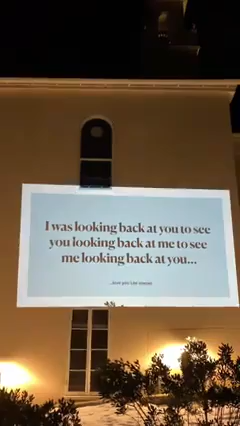 I was looking back at you to see
you looking back at me to see
me looking back at you...